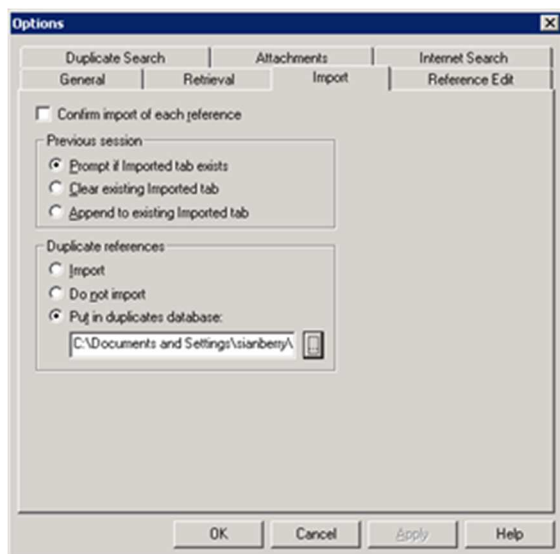 Options
Duplicate Search Attachments Internet Search
General Retrieval Import Reference Edit
Confirm import of each reference
Previous session
Prompt if Imported tab exists
Clear existing Imported tab
Append to existing Imported tab
Duplicate references
Import
Do not import
Put in duplicates database:
C:\Documents and Settings\sianberry\
...
OK Cancel Apply Help